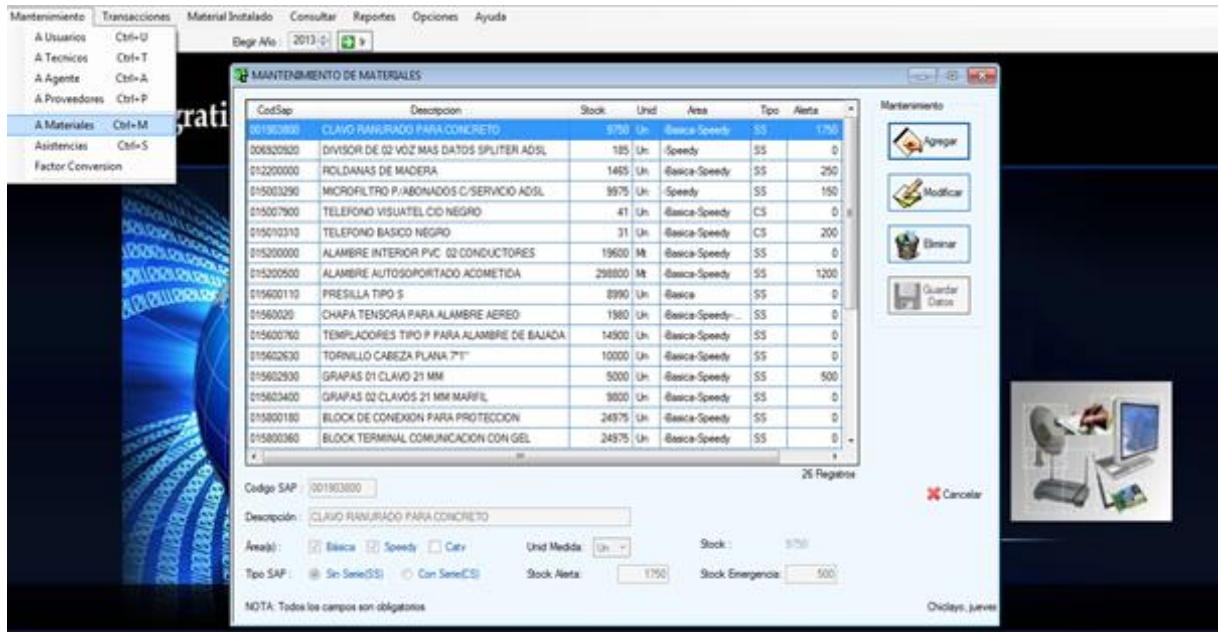 Mantenimiento Transacciones Material Instalado Consultar Reportes Opciones Ayuda
A Usuarios Ctrl+U
A Tecnicos Ctrl+T
A Agente Ctrl+A
A Proveedores Ctrl+P
A Materiales Ctrl+M
Asistencias Ctrl+S
Factor Conversion
Elegir Año : 2013
grati
MANTENIMIENTO DE MATERIALES
CodSap Descripcion Stock Unid Area Tipo Alerta
001903800 CLAVO RANURADO PARA CONCRETO 9750 Un -Basica-Speedy SS 1750
006920920 DIVISOR DE 02 VOZ MAS DATOS SPLITER ADSL 185 Un -Speedy SS 0
012200000 ROLDANAS DE MADERA 1465 Un -Basica-Speedy SS 250
015003290 MICROFILTRO P/ABONADOS C/SERVICIO ADSL 9975 Un -Speedy SS 150
015007900 TELEFONO VISUATEL CID NEGRO 41 Un -Basica-Speedy CS 0
015010310 TELEFONO BASICO NEGRO 31 Un -Basica-Speedy CS 200
015200000 ALAMBRE INTERIOR PVC 02 CONDUCTORES 19600 Mt -Basica-Speedy SS 0
015200500 ALAMBRE AUTOSOPORTADO ACOMETIDA 298800 Mt -Basica-Speedy SS 1200
015600110 PRESILLA TIPO S 8990 Un -Basica SS 0
01560020 CHAPA TENSORA PARA ALAMBRE AEREO 1980 Un -Basica-Speedy-... SS 0
015600760 TEMPLADORES TIPO P PARA ALAMBRE DE BAJADA 14900 Un -Basica-Speedy SS 0
015602630 TORNILLO CABEZA PLANA 7*1" 10000 Un -Basica-Speedy SS 0
015602930 GRAPAS 01 CLAVO 21 MM 5000 Un -Basica-Speedy SS 500
015603400 GRAPAS 02 CLAVOS 21 MM MARFIL 9800 Un -Basica-Speedy SS 0
015800180 BLOCK DE CONEXION PARA PROTECCION 24975 Un -Basica-Speedy SS 0
015800360 BLOCK TERMINAL COMUNICACION CON GEL 24975 Un -Basica-Speedy SS 0
26 Registros
Mantenimiento
Agregar
Modificar
Eliminar
Guardar
Datos
Cancelar
Codigo SAP : 001903800
Descripción : CLAVO RANURADO PARA CONCRETO
Área(s) : Básica Speedy Catv Unid Medida: Un Stock : 9750
Tipo SAP : Sin Serie(SS) Con Serie(CS) Stock Alerta: 1750 Stock Emergencia: 500
NOTA: Todos los campos son obligatorios
Chiclayo, jueves